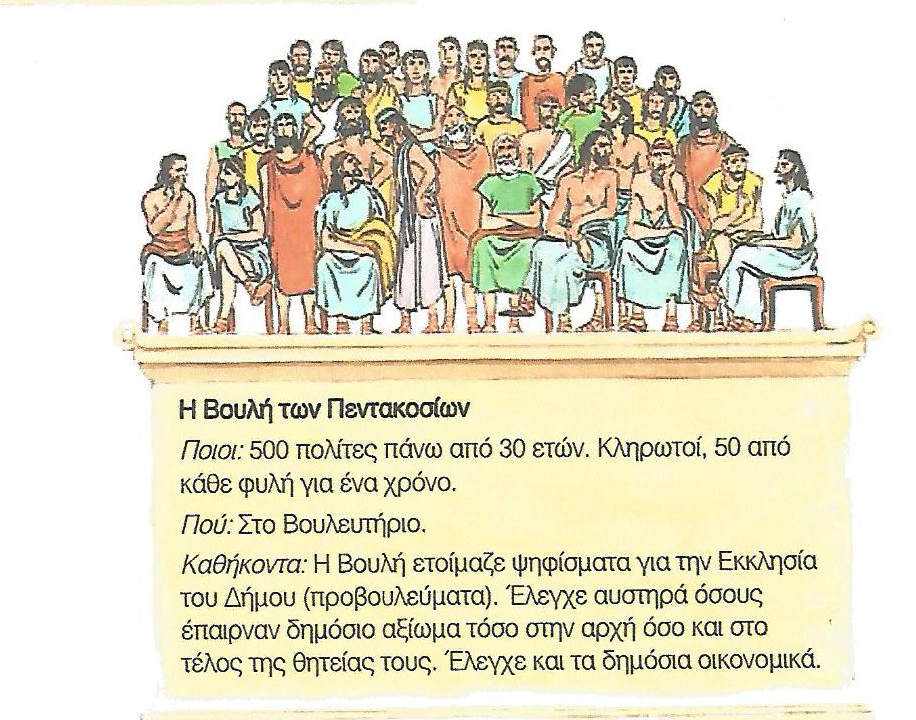 Η Βουλή των Πεντακοσίων
Ποιοι: 500 πολίτες πάνω από 30 ετών. Κληρωτοί, 50 από
κάθε φυλή για ένα χρόνο.
Πού: Στο Βουλευτήριο.
Καθήκοντα: Η Βουλή ετοίμαζε ψηφίσματα για την Εκκλησία
του Δήμου (προβουλεύματα). Έλεγχε αυστηρά όσους
έπαιρναν δημόσιο αξίωμα τόσο στην αρχή όσο και στο
τέλος της θητείας τους. Έλεγχε και τα δημόσια οικονομικά.